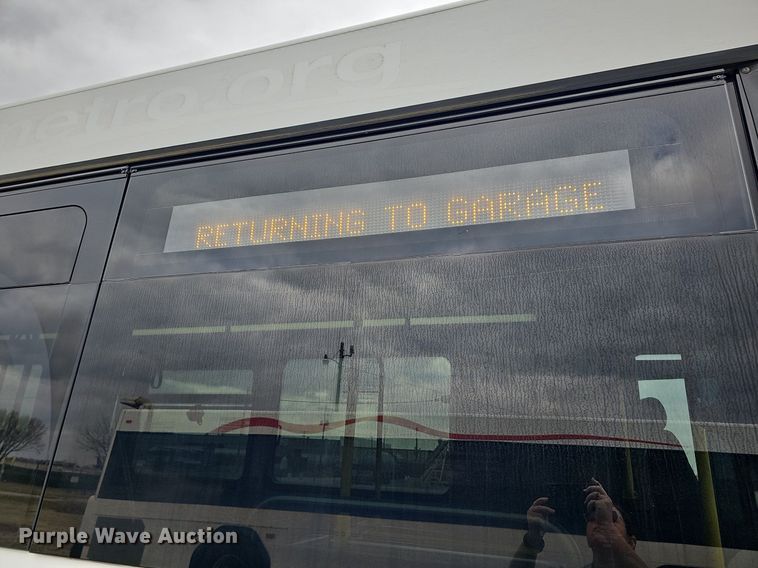 metro.org
RETURNING TO GARAGE
Purple Wave Auction